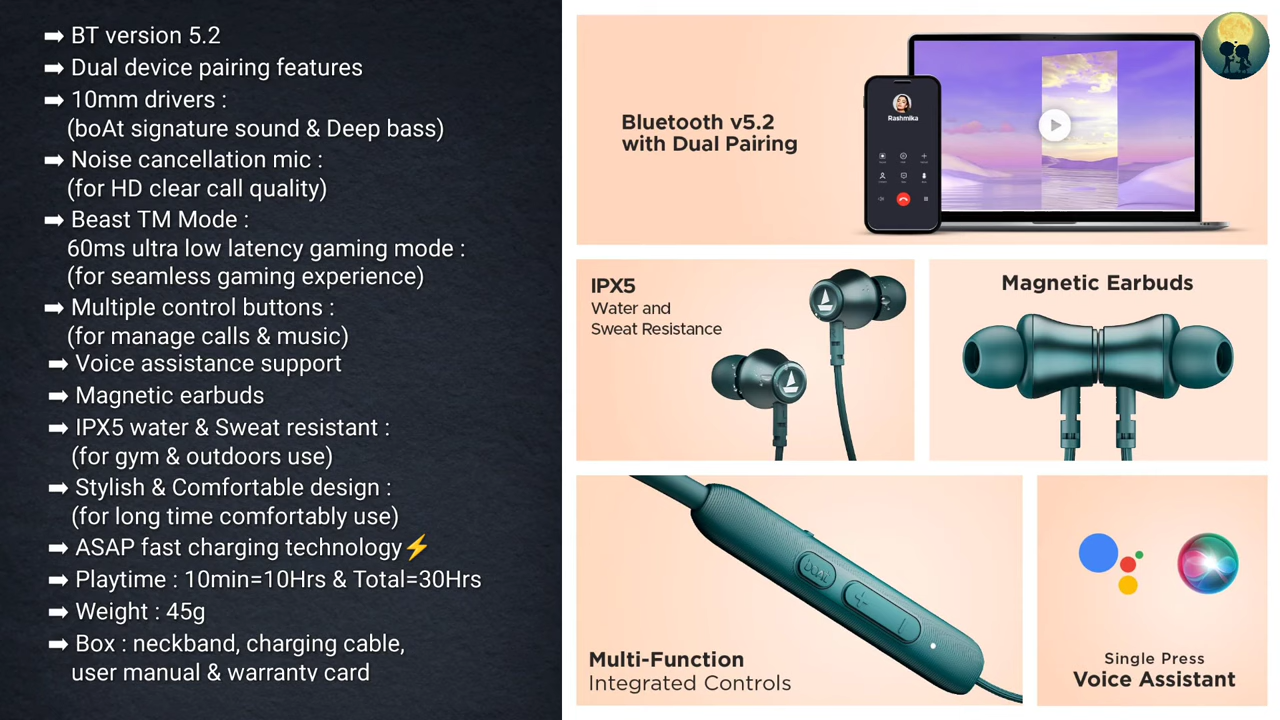 ➡ BT version 5.2
➡ Dual device pairing features
➡ 10mm drivers :
(boAt signature sound & Deep bass)
➡ Noise cancellation mic :
(for HD clear call quality)
➡ Beast TM Mode :
60ms ultra low latency gaming mode :
(for seamless gaming experience)
➡ Multiple control buttons :
(for manage calls & music)
➡ Voice assistance support
➡ Magnetic earbuds
➡ IPX5 water & Sweat resistant :
(for gym & outdoors use)
➡ Stylish & Comfortable design :
(for long time comfortably use)
➡ ASAP fast charging technology⚡
➡ Playtime : 10min=10Hrs & Total=30Hrs
➡ Weight : 45g
➡ Box : neckband, charging cable,
user manual & warranty card
Bluetooth v5.2
with Dual Pairing
Rashmika
IPX5
Water and
Sweat Resistance
Magnetic Earbuds
DUAL
+
Multi-Function
Integrated Controls
Single Press
Voice Assistant